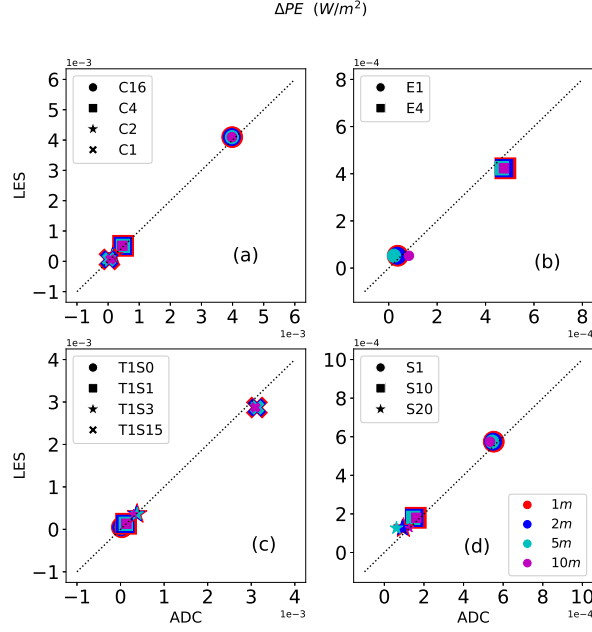 ΔPE (W/m²)
1e−3
6
5
4
3
2
1
0
−1
LES
C16
C4
C2
C1
(a)
−1 0 1 2 3 4 5 6
1e−3
1e−4
8
6
4
2
0
E1
E4
(b)
0 2 4 6 8
1e−4
1e−3
4
3
2
1
0
−1
LES
T1S0
T1S1
T1S3
T1S15
(c)
−1 0 1 2 3 4
1e−3
ADC
1e−4
10
8
6
4
2
0
S1
S10
S20
1m
2m
5m
10m
(d)
0 2 4 6 8 10
1e−4
ADC